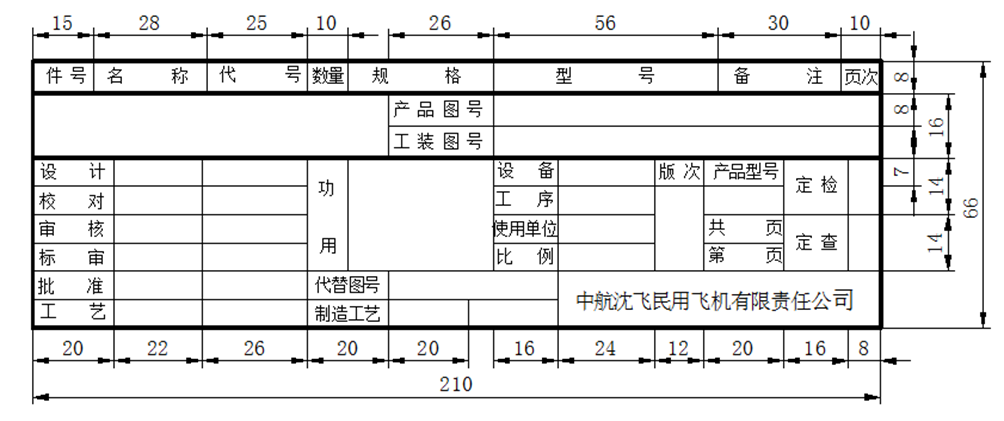 15 28 25 10 26 56 30 10
件号 名称 代号 数量 规格 型号 备注 页次 8
产品图号 8
工装图号 16
设计 功用 设备 版次 产品型号 定检 7
校对 工序 14
审核 使用单位 共页 定查 66
标审 比例 第页 14
批准 代替图号 中航沈飞民用飞机有限责任公司
工艺 制造工艺
20 22 26 20 20 16 24 12 20 16 8
210